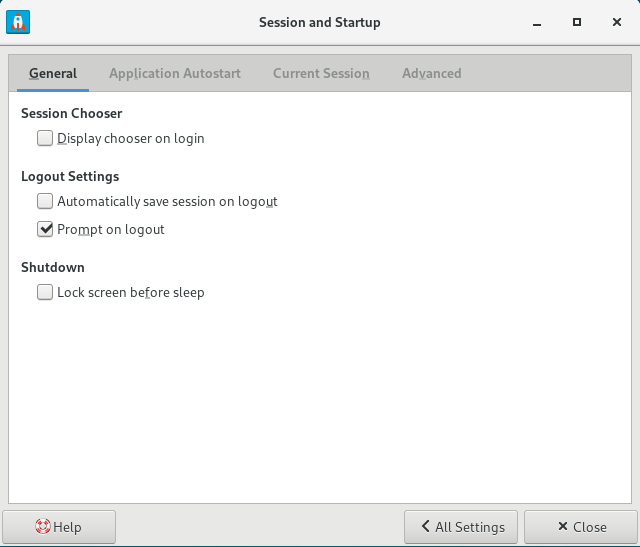 Session and Startup
General
Application Autostart
Current Session
Advanced
Session Chooser
Display chooser on login
Logout Settings
Automatically save session on logout
Prompt on logout
Shutdown
Lock screen before sleep
Help
All Settings
Close